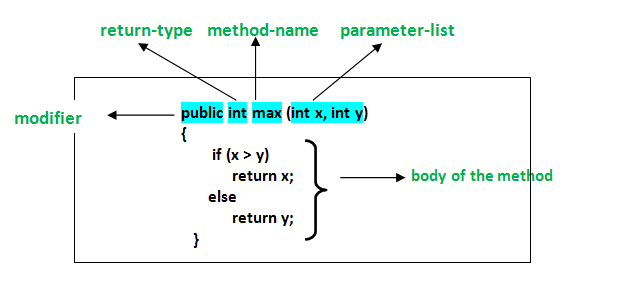 return-type method-name parameter-list
modifier
public int max (int x, int y)
{
if (x > y)
return x;
else
return y;
}
body of the method